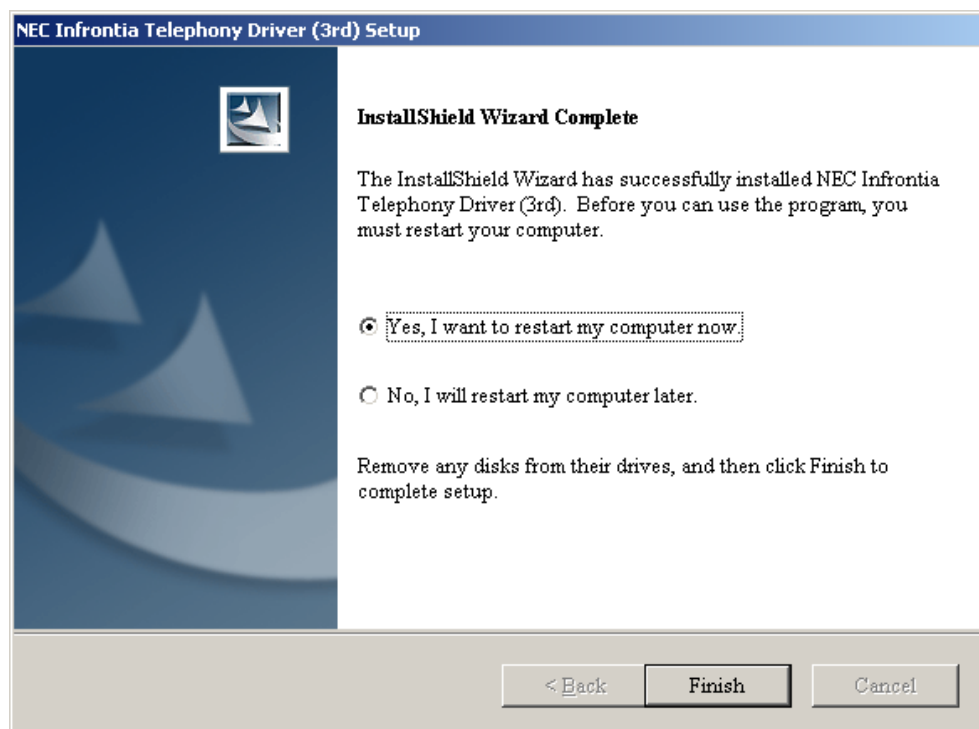 NEC Infrontia Telephony Driver (3rd) Setup
InstallShield Wizard Complete
The InstallShield Wizard has successfully installed NEC Infrontia
Telephony Driver (3rd).  Before you can use the program, you
must restart your computer.
Yes, I want to restart my computer now.
No, I will restart my computer later.
Remove any disks from their drives, and then click Finish to
complete setup.
< Back
Finish
Cancel